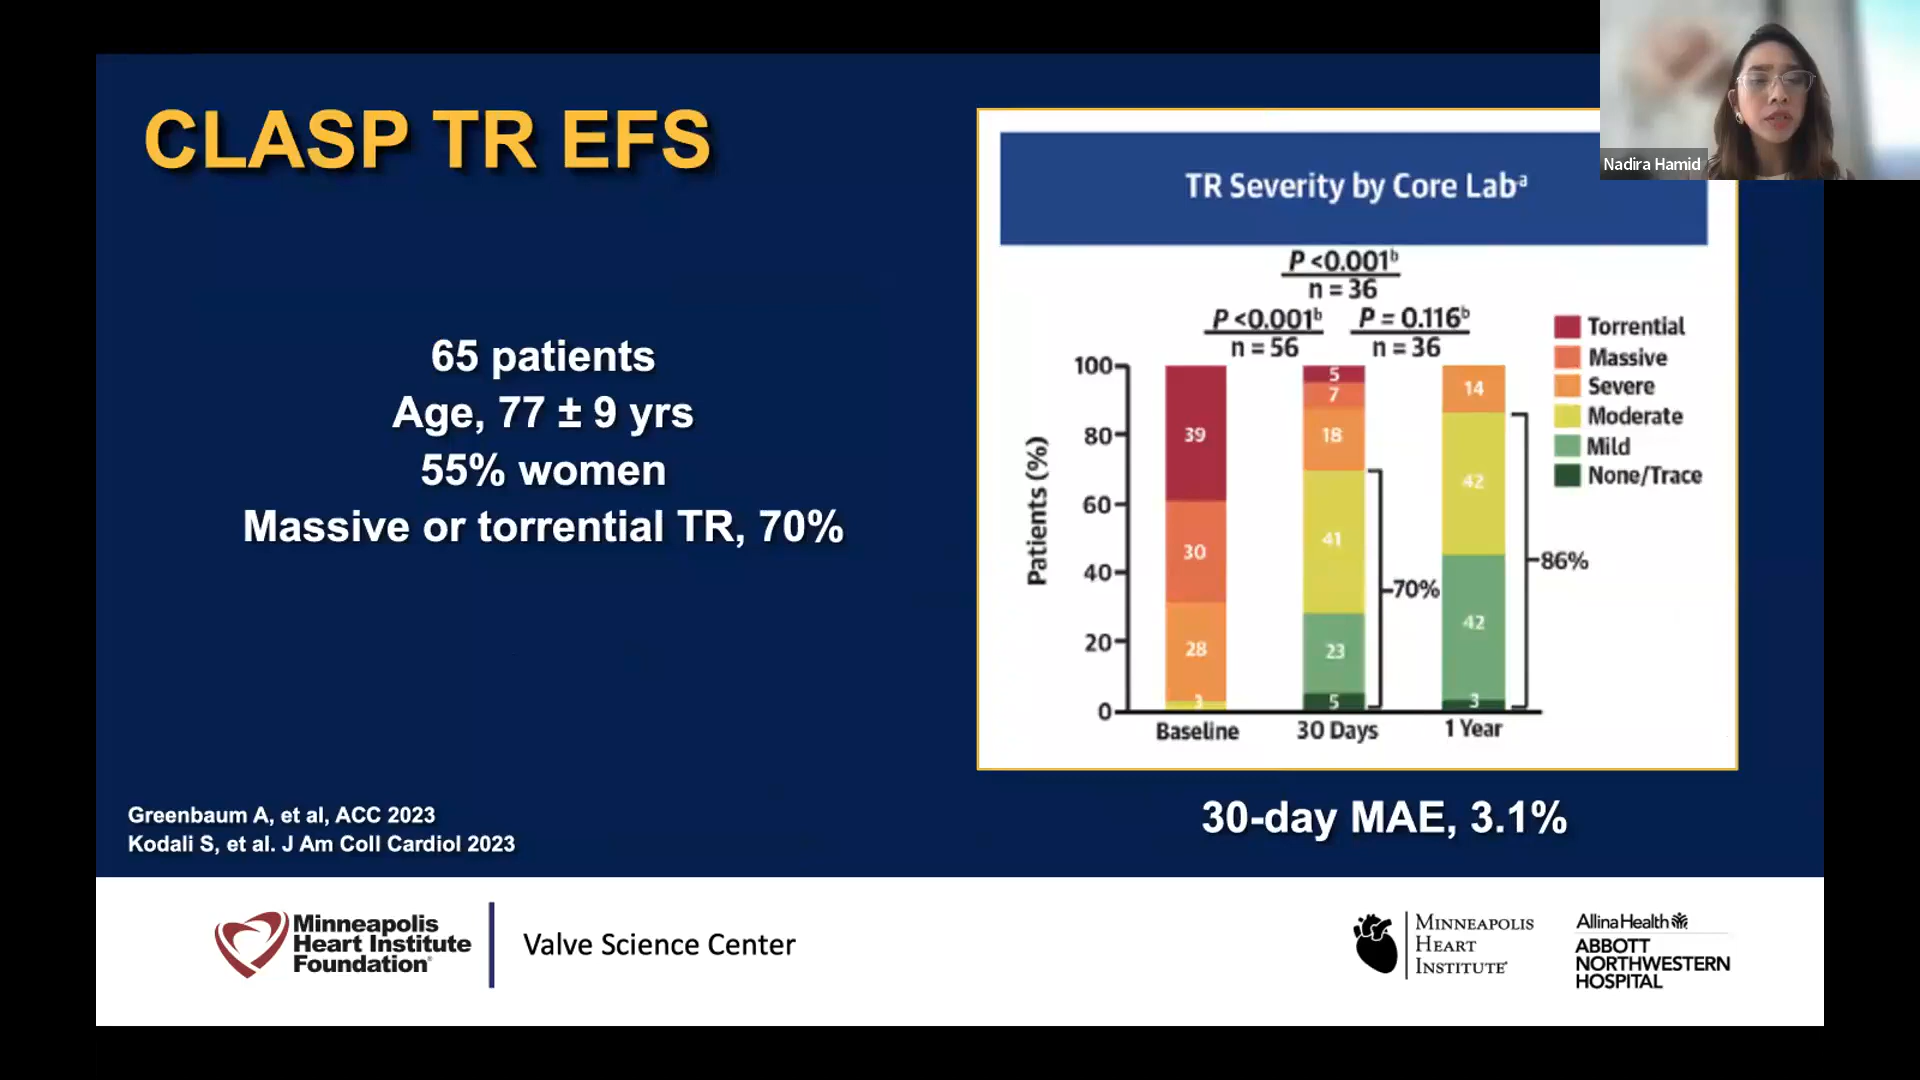 CLASP TR EFS
65 patients
Age, 77 ± 9 yrs
55% women
Massive or torrential TR, 70%
Greenbaum A, et al, ACC 2023
Kodali S, et al. J Am Coll Cardiol 2023
TR Severity by Core Labᵃ
P <0.001ᵇ
n = 36
P <0.001ᵇ P = 0.116ᵇ
n = 56 n = 36
Torrential
Massive
Severe
Moderate
Mild
None/Trace
Patients (%)
100
80
60
40
20
0
39
30
28
3
5
7
18
41
23
5
70%
14
42
42
3
86%
Baseline 30 Days 1 Year
30-day MAE, 3.1%
Nadira Hamid
Minneapolis
Heart Institute
Foundation®
Valve Science Center
MINNEAPOLIS
HEART
INSTITUTE®
AllinaHealth
ABBOTT
NORTHWESTERN
HOSPITAL